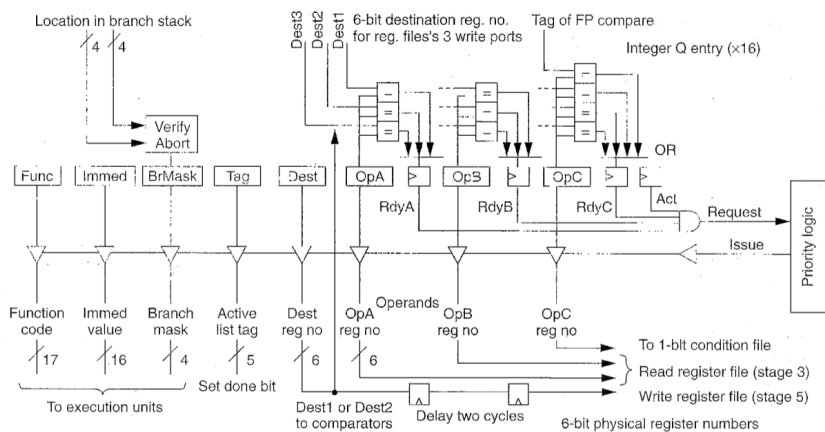 Location in branch stack
4
4
Dest3
Dest2
Dest1
6-bit destination reg. no.
for reg. files's 3 write ports
Tag of FP compare
Integer Q entry (×16)
Verify
Abort
=
=
=
=
=
=
=
=
=
OR
Func
Immed
BrMask
Tag
Dest
OpA
>
OpB
>
OpC
>
>
RdyA
RdyB
RdyC
Act
Request
Issue
Priority logic
Operands
Function
code
Immed
value
Branch
mask
Active
list tag
Dest
reg no
OpA
reg no
OpB
reg no
OpC
reg no
17
16
4
5
6
6
To 1-bit condition file
Read register file (stage 3)
Write register file (stage 5)
Set done bit
To execution units
Dest1 or Dest2
to comparators
Delay two cycles
6-bit physical register numbers